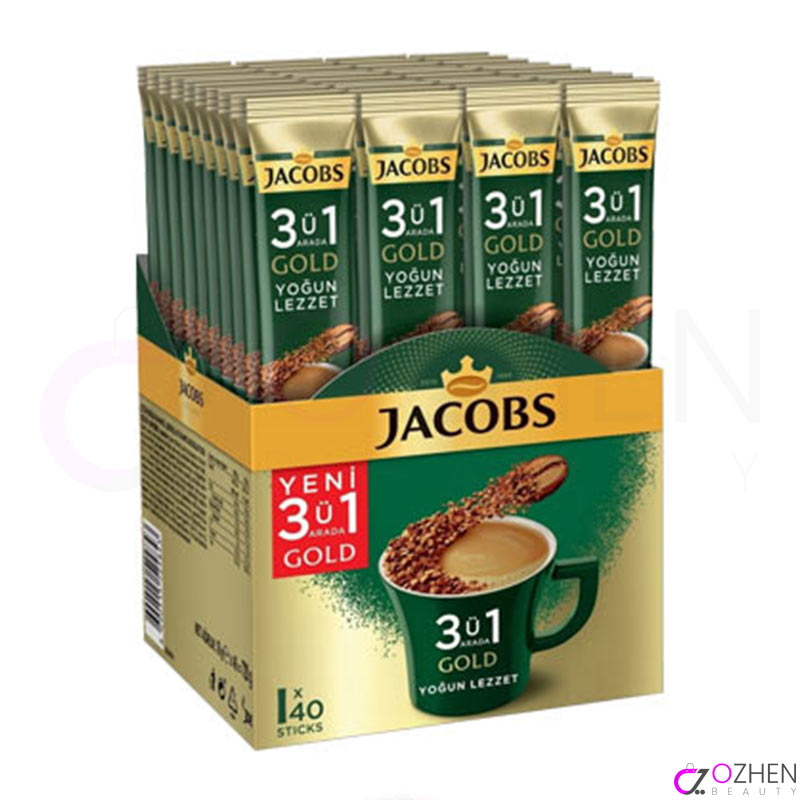 JACOBS
3ü1
ARADA
GOLD
YOĞUN
LEZZET
JACOBS
3ü1
ARADA
GOLD
YOĞUN
LEZZET
JACOBS
3ü1
ARADA
GOLD
YOĞUN
LEZZET
JACOBS
3ü1
ARADA
GOLD
YOĞUN
LEZZET
JACOBS
JACOBS
YENİ
3ü1
ARADA
GOLD
3ü1
ARADA
GOLD
YOĞUN LEZZET
x
40
STICKS
OZHEN
BEAUTY